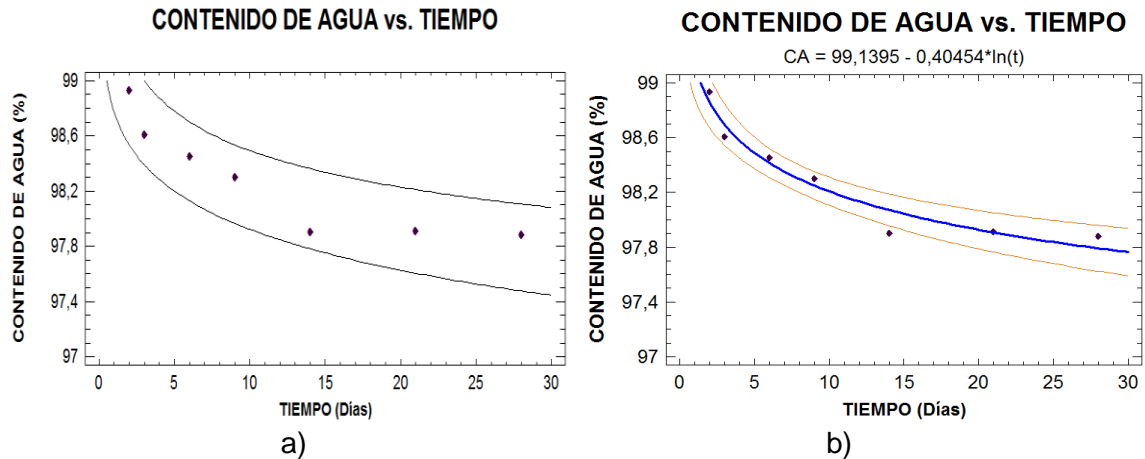 CONTENIDO DE AGUA vs. TIEMPO
CONTENIDO DE AGUA (%)
99
98,6
98,2
97,8
97,4
97
0 5 10 15 20 25 30
TIEMPO (Días)
a)
CONTENIDO DE AGUA vs. TIEMPO
CA = 99,1395 - 0,40454*ln(t)
CONTENIDO DE AGUA (%)
99
98,6
98,2
97,8
97,4
97
0 5 10 15 20 25 30
TIEMPO (Días)
b)